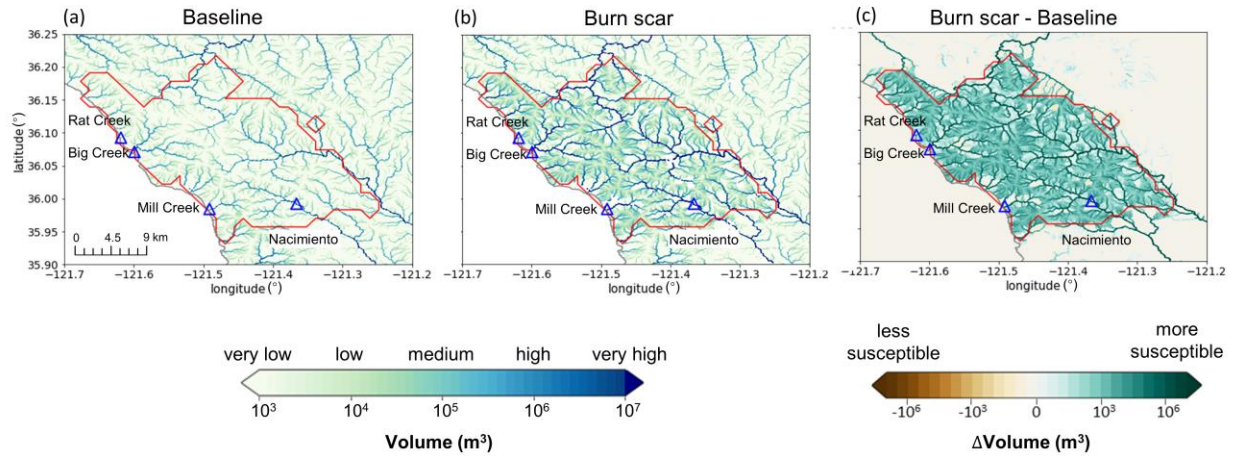 (a) Baseline
(b) Burn scar
(c) Burn scar - Baseline
latitude (°)
36.25
36.20
36.15
36.10
36.05
36.00
35.95
35.90
Rat Creek
Big Creek
Mill Creek
Nacimiento
0 4.5 9 km
−121.7 −121.6 −121.5 −121.4 −121.3 −121.2
longitude (°)
Rat Creek
Big Creek
Mill Creek
Nacimiento
−121.7 −121.6 −121.5 −121.4 −121.3 −121.2
longitude (°)
Rat Creek
Big Creek
Mill Creek
Nacimiento
−121.7 −121.6 −121.5 −121.4 −121.3 −121.2
longitude (°)
very low low medium high very high
10³ 10⁴ 10⁵ 10⁶ 10⁷
Volume (m³)
less susceptible
more susceptible
-10⁶ -10³ 0 10³ 10⁶
ΔVolume (m³)